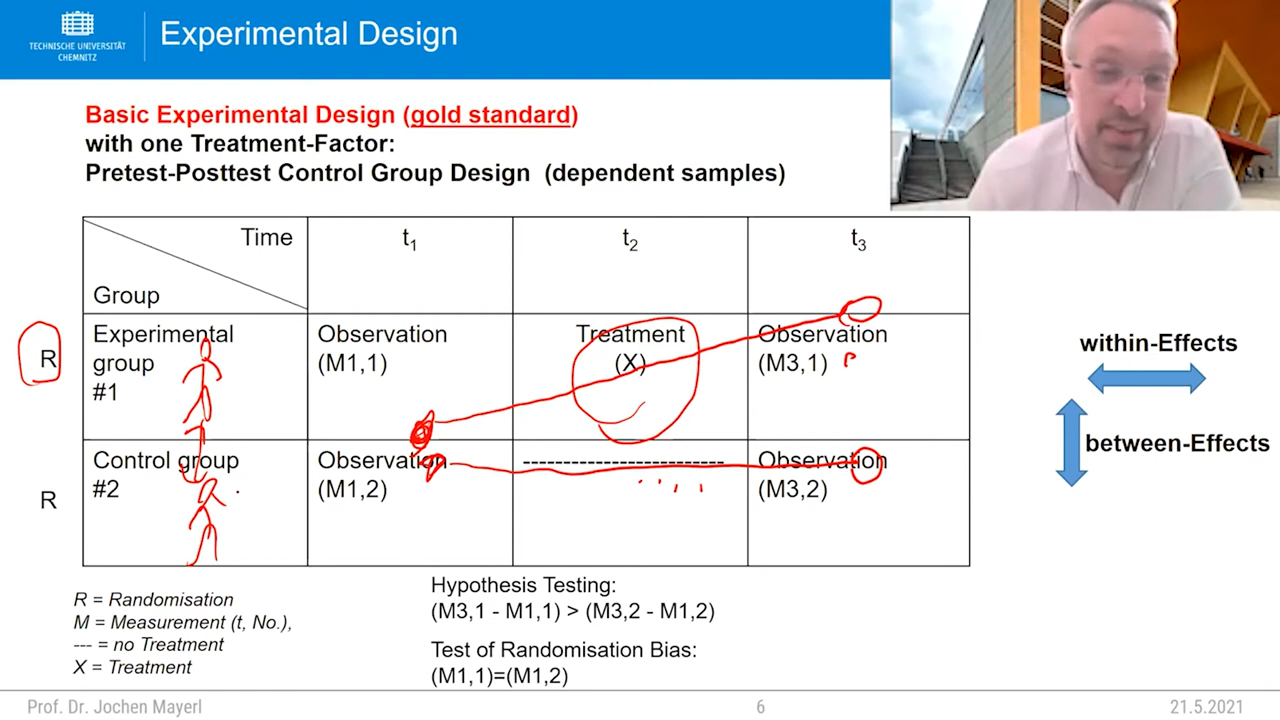 TECHNISCHE UNIVERSITÄT
CHEMNITZ
Experimental Design
Basic Experimental Design (gold standard)
with one Treatment-Factor:
Pretest-Posttest Control Group Design (dependent samples)
Time
Group
t1
t2
t3
R
Experimental
group
#1
Observation
(M1,1)
Treatment
(X)
Observation
(M3,1)
R
Control group
#2
Observation
(M1,2)
------------------------
Observation
(M3,2)
within-Effects
between-Effects
R = Randomisation
M = Measurement (t, No.),
--- = no Treatment
X = Treatment
Hypothesis Testing:
(M3,1 - M1,1) > (M3,2 - M1,2)
Test of Randomisation Bias:
(M1,1)=(M1,2)
Prof. Dr. Jochen Mayerl
6
21.5.2021